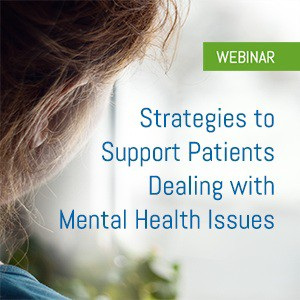 WEBINAR
Strategies to
Support Patients
Dealing with
Mental Health Issues